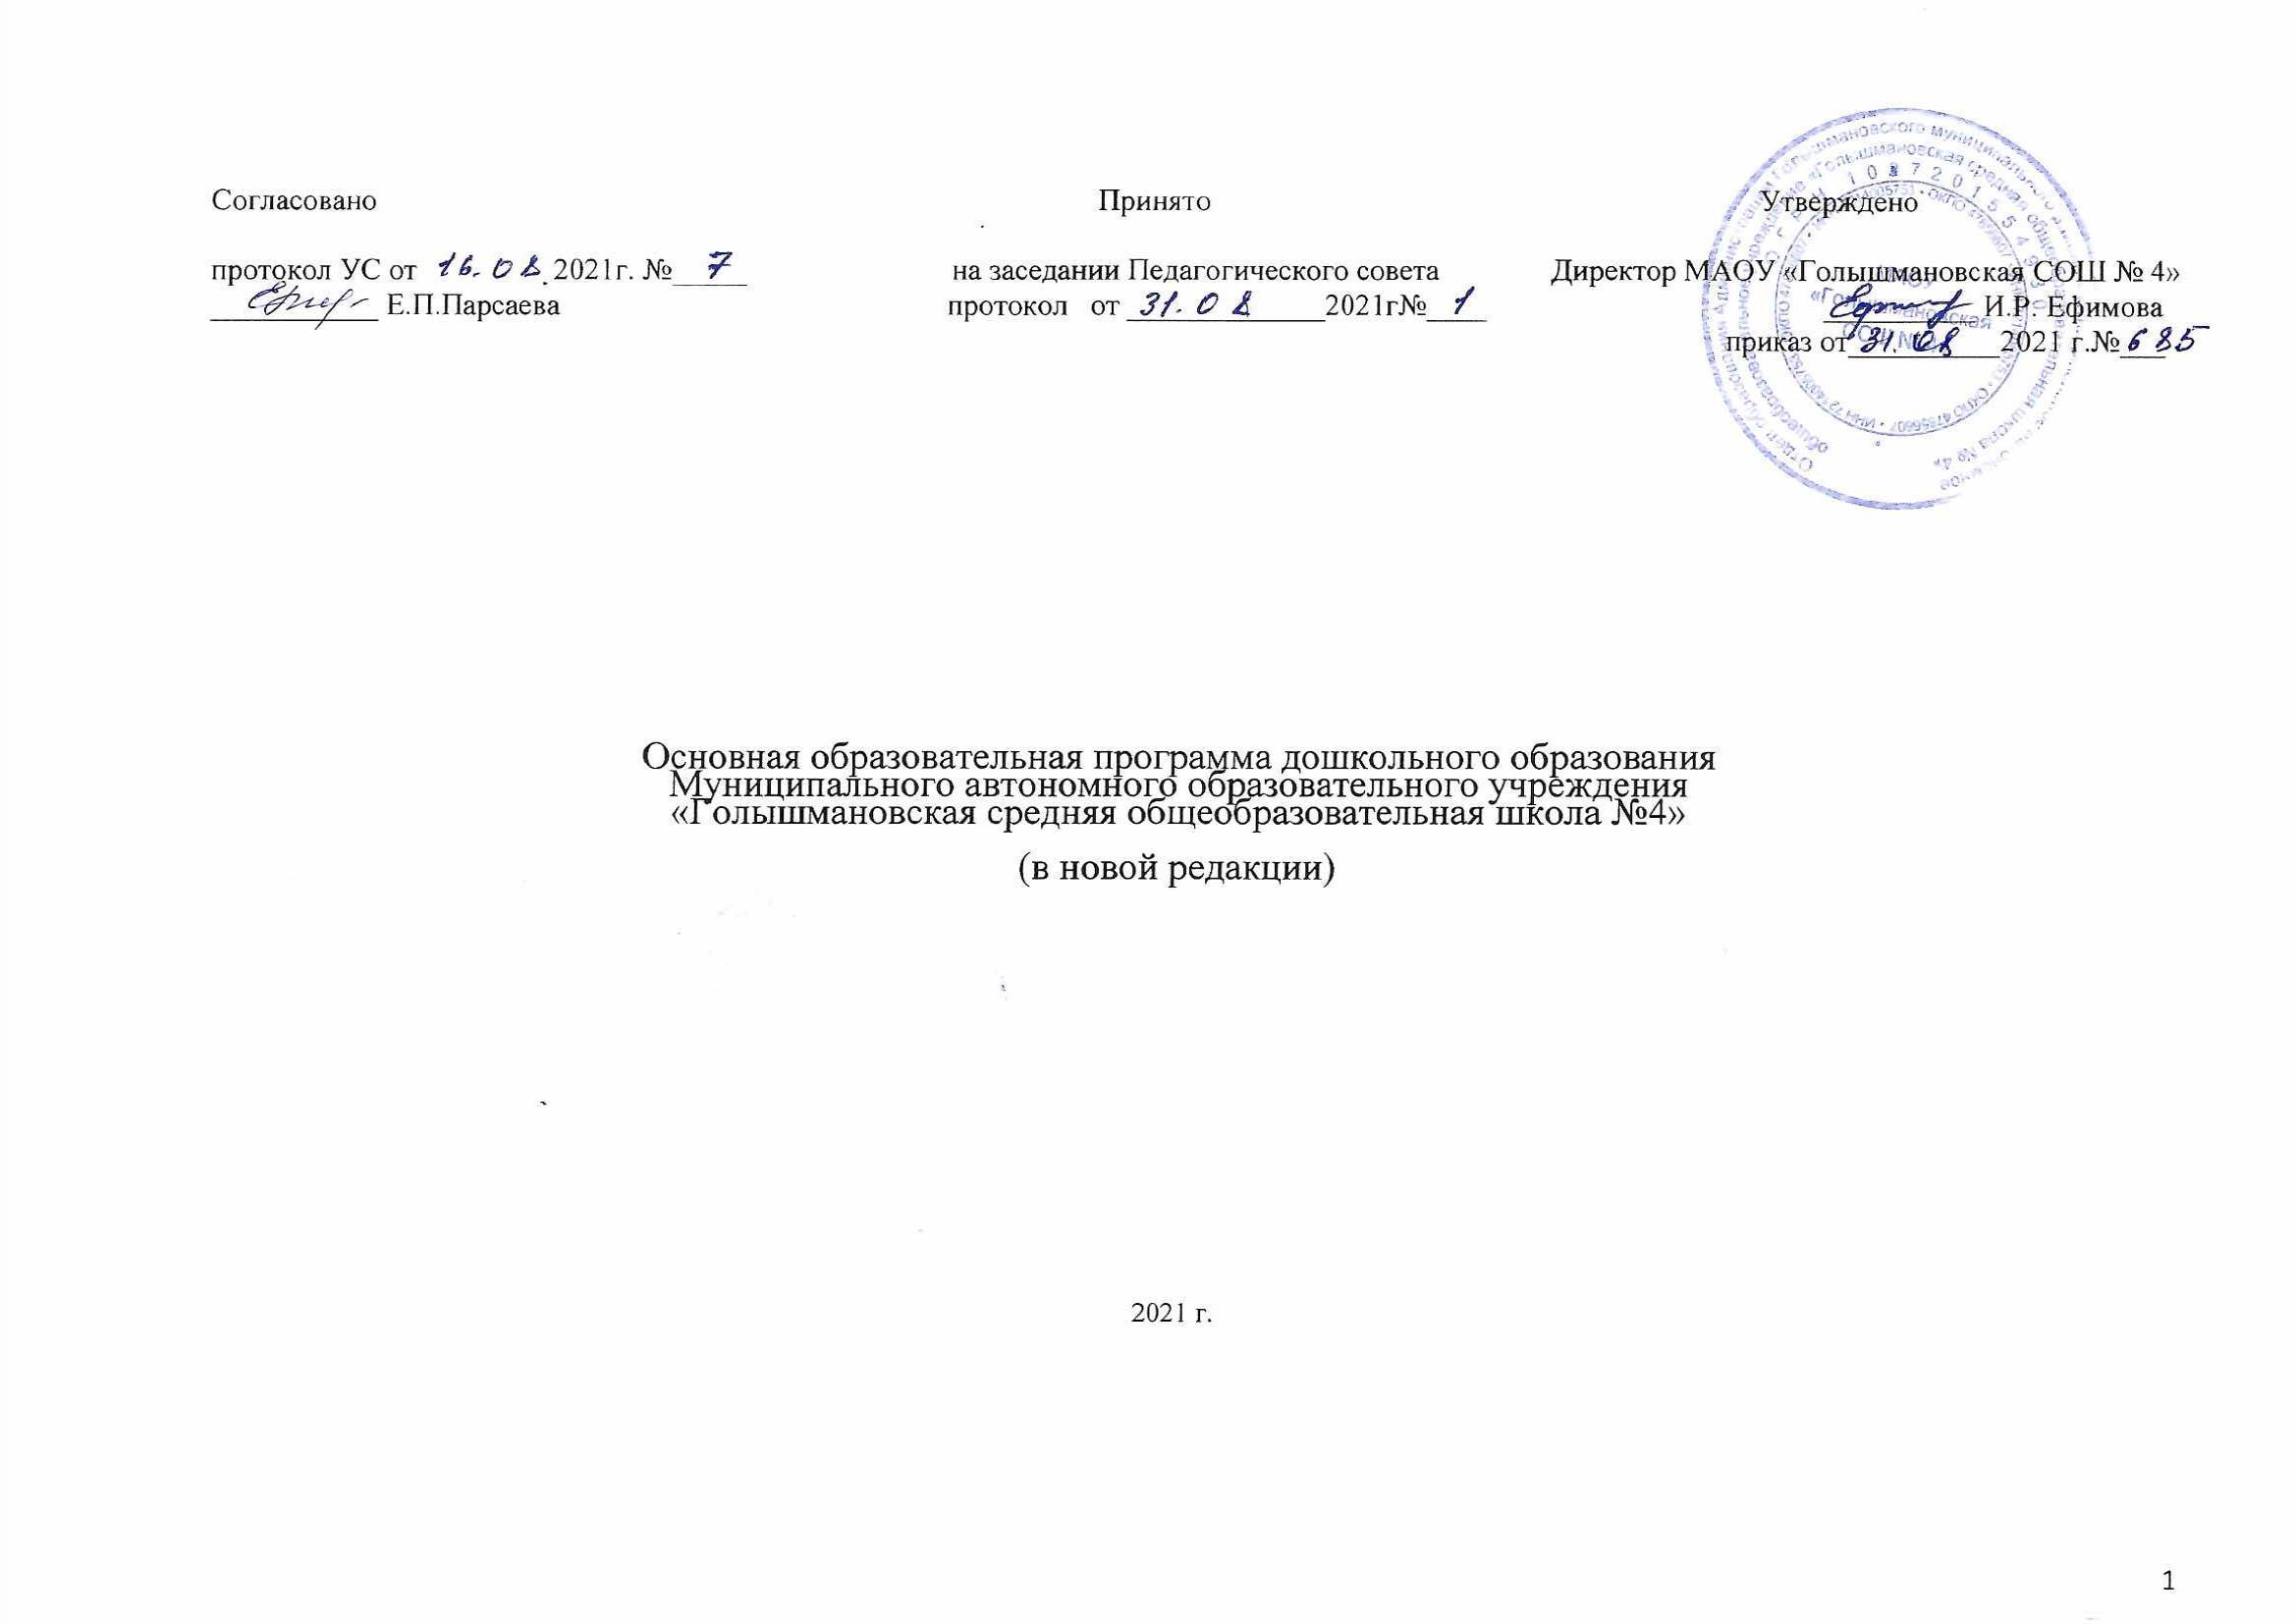 Согласовано
протокол УС от 16.08.2021г. №7
Е.П.Парсаева
Принято
на заседании Педагогического совета
протокол от 31.08 2021г№ 1
Утверждено
Директор МАОУ «Голышмановская СОШ № 4»
И.Р. Ефимова
приказ от 31.08 2021 г.№685
Основная образовательная программа дошкольного образования
Муниципального автономного образовательного учреждения
«Голышмановская средняя общеобразовательная школа №4»
(в новой редакции)
2021 г.
1